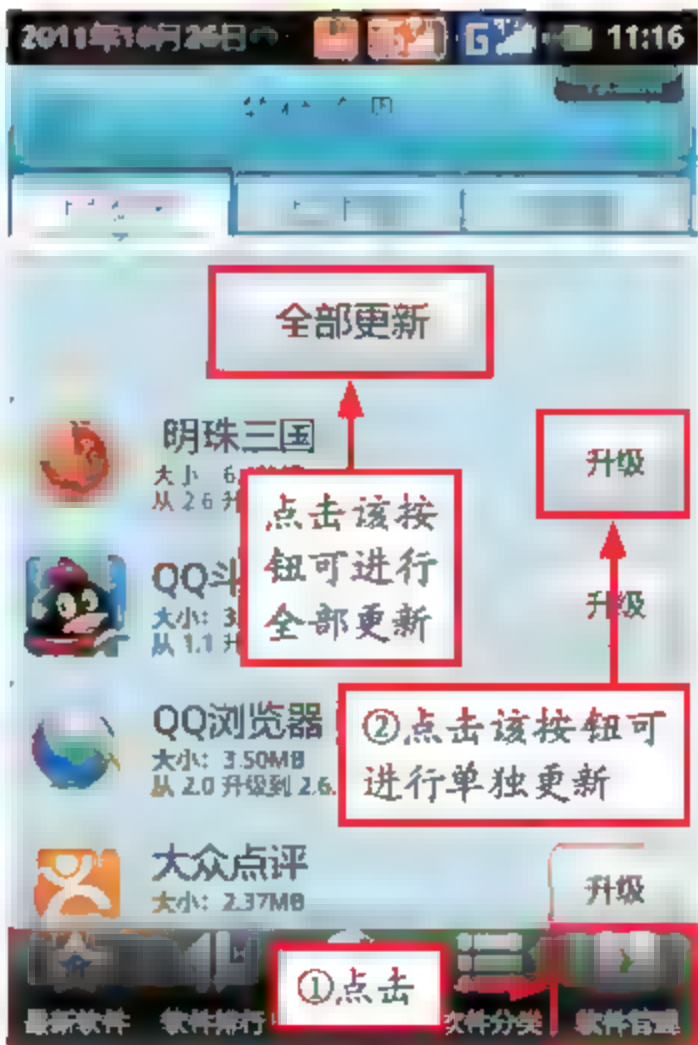 2011年10月26日
11:16
全部更新
明珠三国
升级
大小
从 2.6 升
点击该按
钮可进行
全部更新
QQ斗
大小: 3.
从 1.1 升
升级
QQ浏览器
大小: 3.50MB
从 2.0 升级到 2.6.
②点击该按钮可
进行单独更新
大众点评
大小: 2.37MB
升级
①点击
最新软件
软件排行
软件分类
软件管理